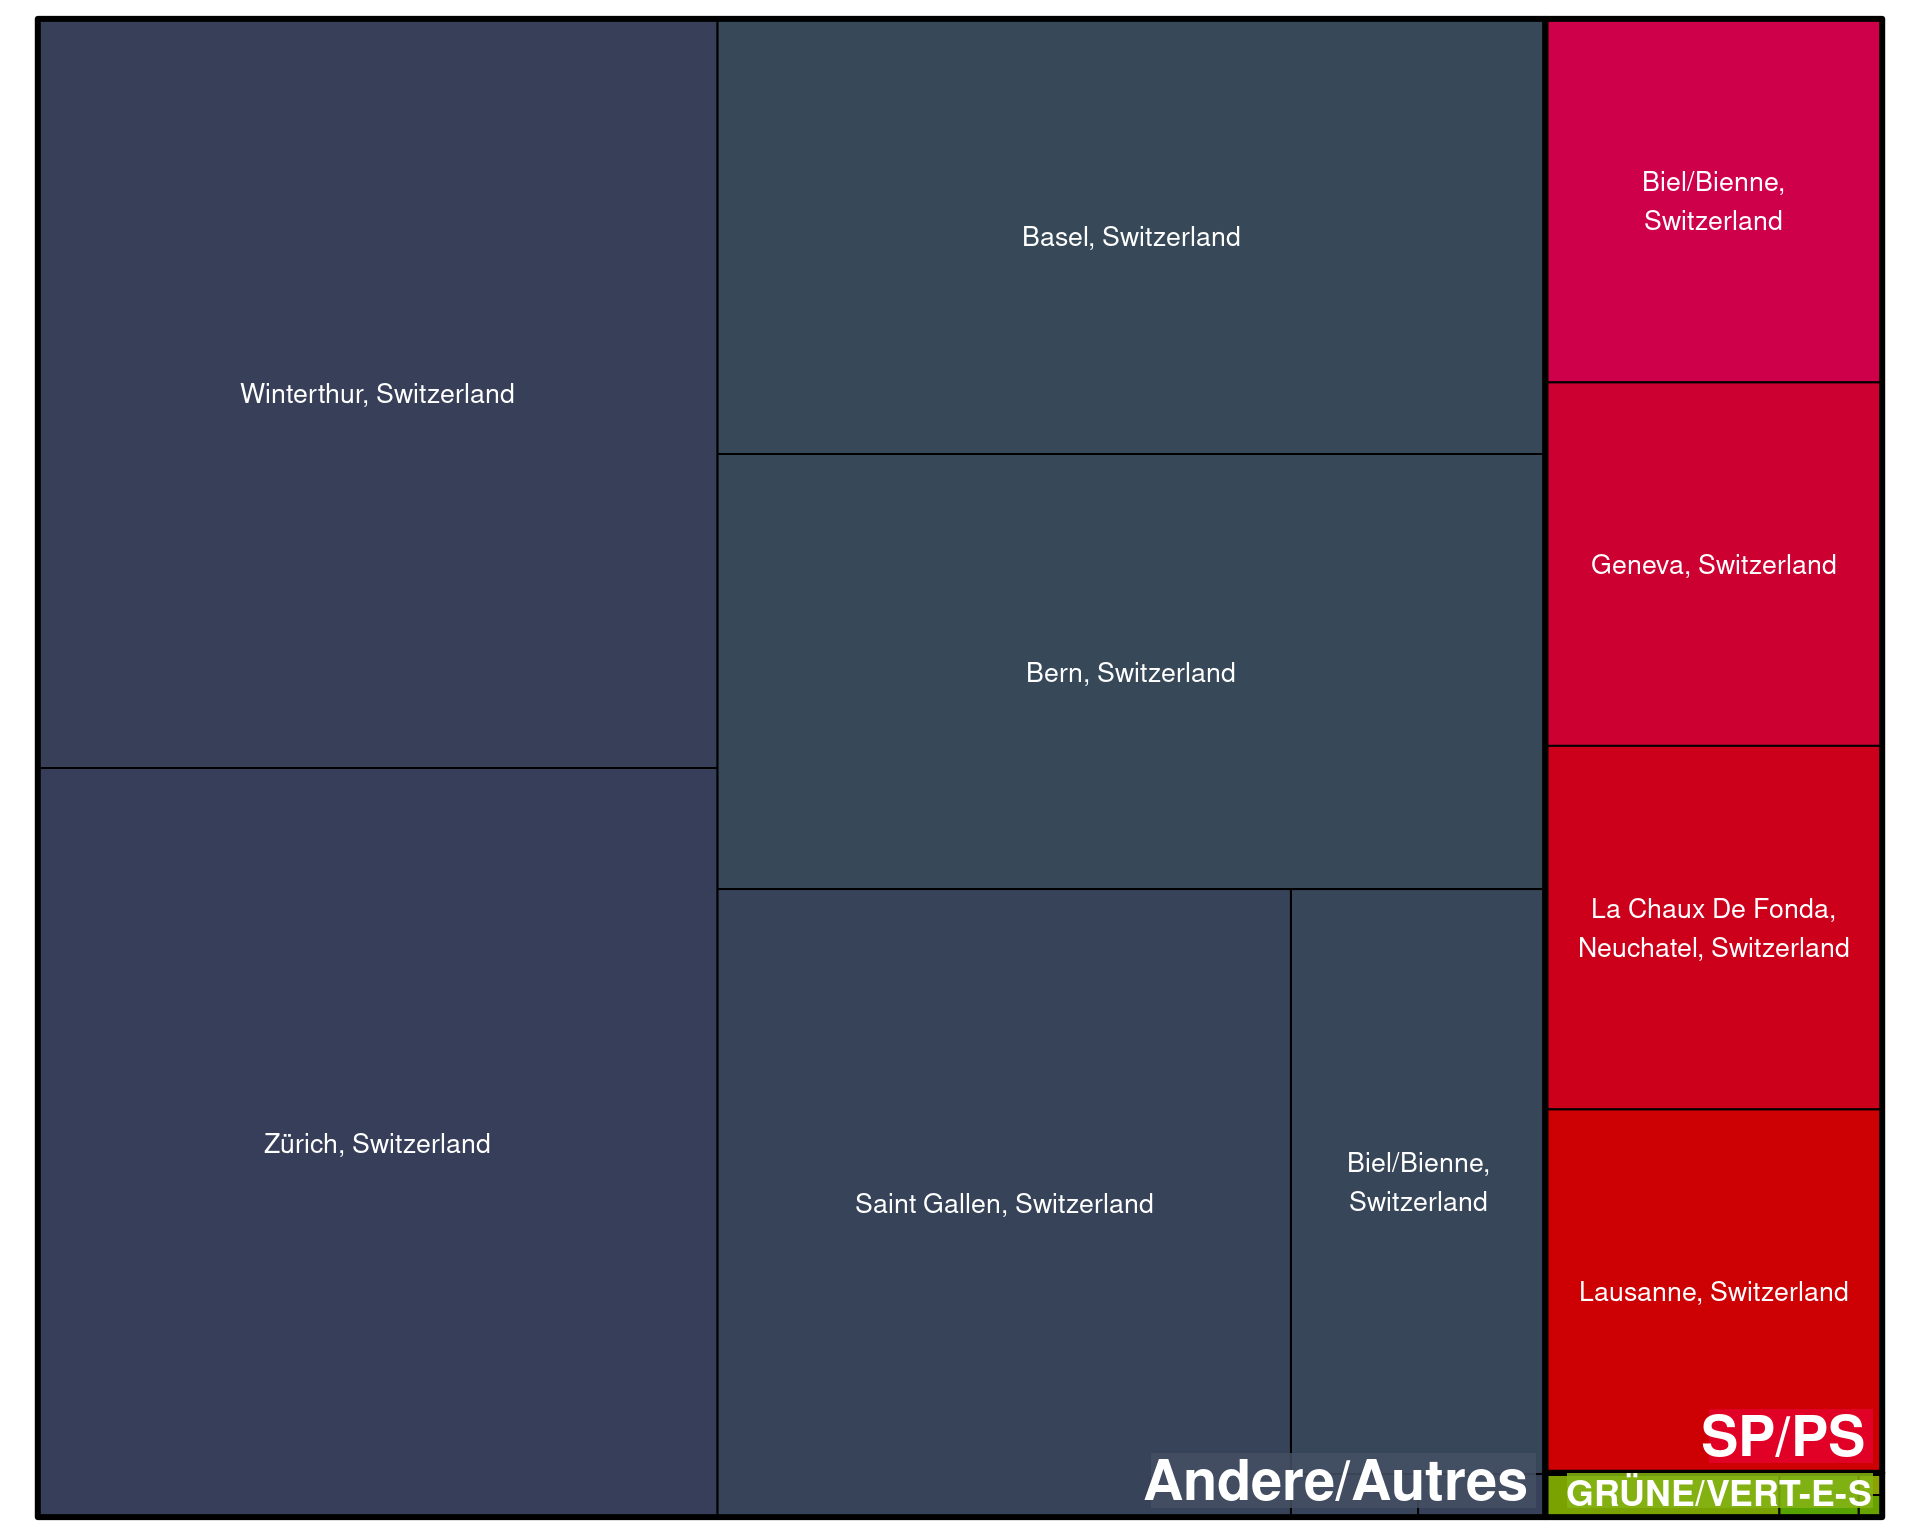 Winterthur, Switzerland
Zürich, Switzerland
Basel, Switzerland
Bern, Switzerland
Saint Gallen, Switzerland
Biel/Bienne,
Switzerland
Andere/Autres
Biel/Bienne,
Switzerland
Geneva, Switzerland
La Chaux De Fonda,
Neuchatel, Switzerland
Lausanne, Switzerland
SP/PS
GRÜNE/VERT-E-S